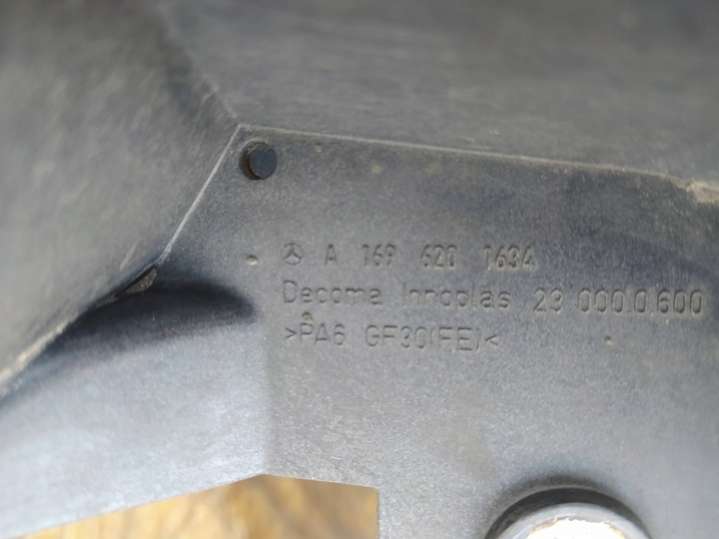 A 169 620 1634
Decoma Innoplas 23 000.0.600
>PA6 GF30(FE)<